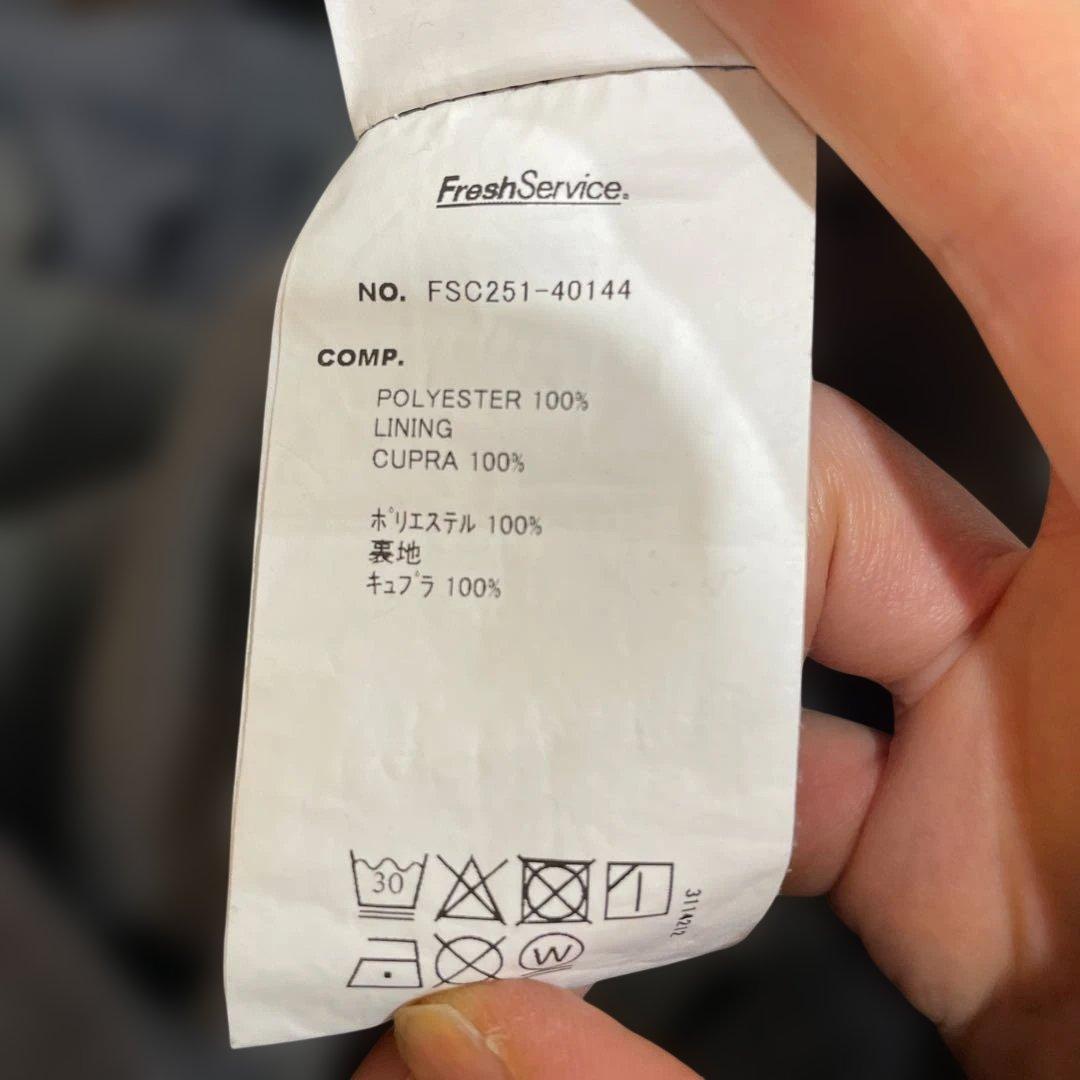 FreshService®
NO. FSC251-40144
COMP.
POLYESTER 100%
LINING
CUPRA 100%
ポリエステル 100%
裏地
キュプラ 100%
30
3114212
W